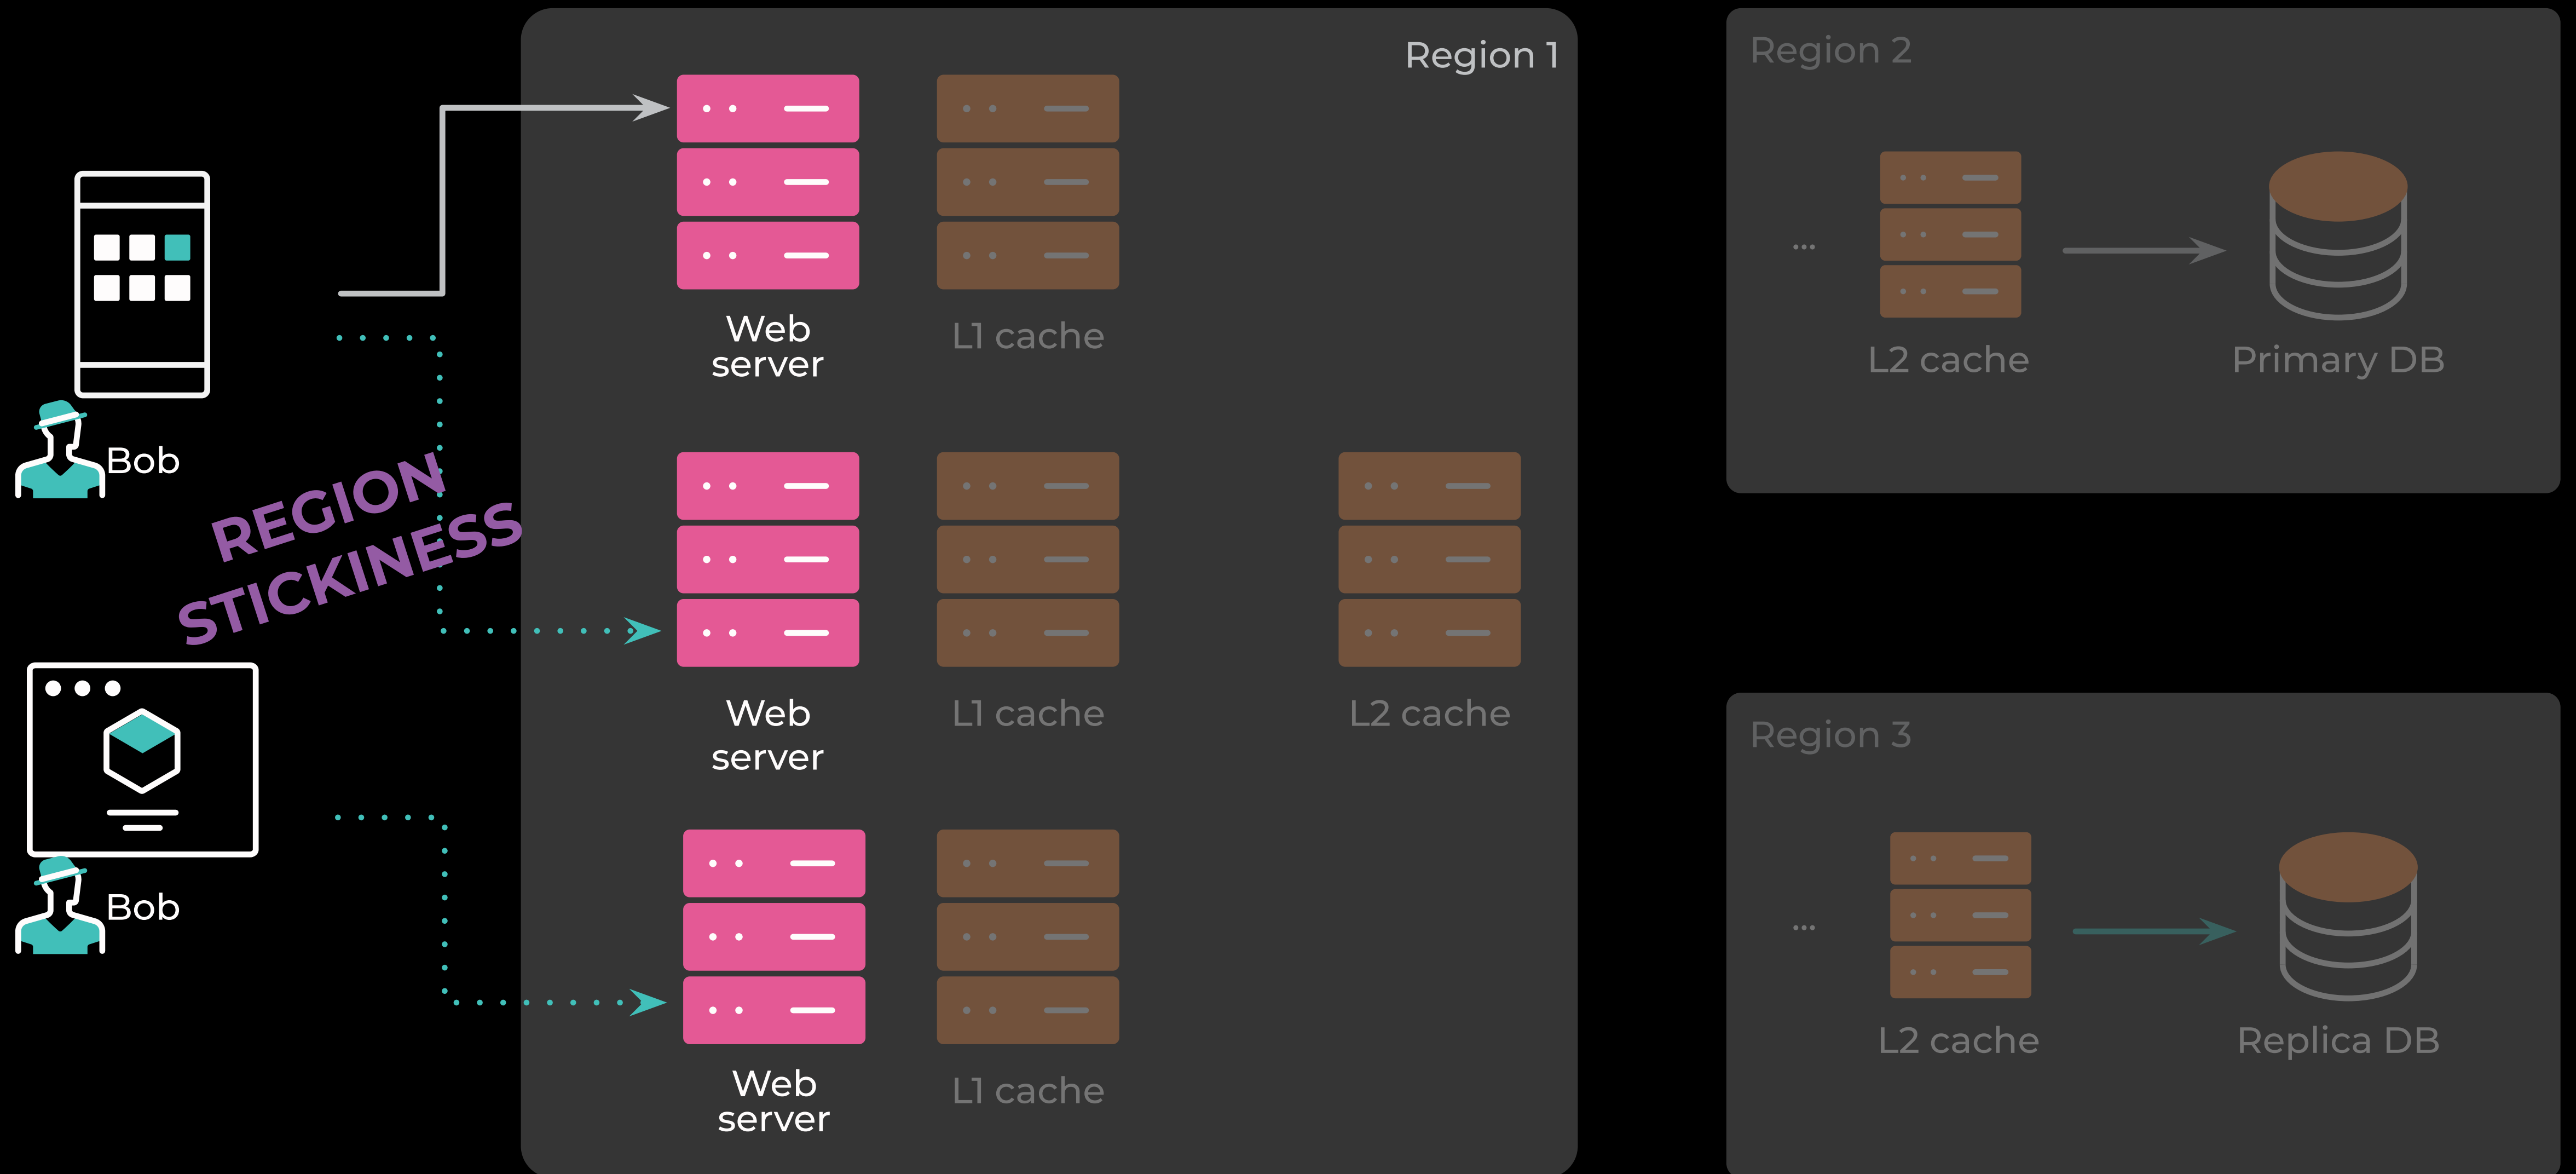 Region 1
Web
server
L1 cache
Bob
REGION
STICKINESS
Web
server
L1 cache
L2 cache
Bob
Web
server
L1 cache
Region 2
...
L2 cache
Primary DB
Region 3
...
L2 cache
Replica DB